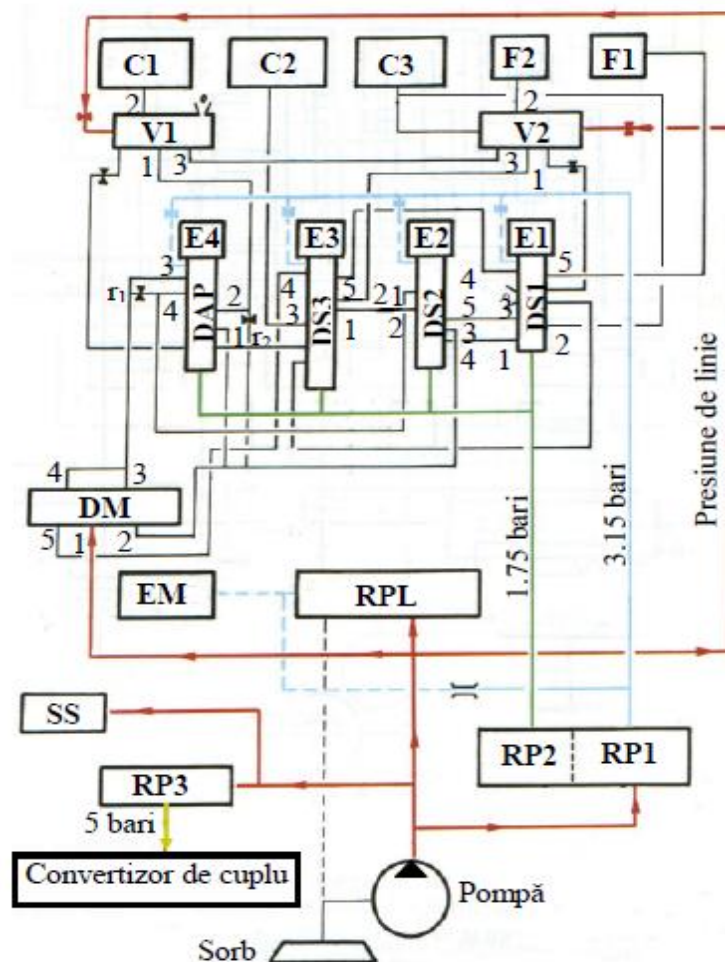 C1 C2 C3 F2 F1
2 2
V1 V2
1 3 3 1
E4 E3 E2 E1
3 4 5 2 1 4 5
r₁ 4 2 3 2 5 3
DAP 1 r₂ DS3 1 DS2 3 DS1
4 1 2
4 3
DM
5 1 2
EM RPL
1.75 bari
3.15 bari
Presiune de linie
SS
RP2 RP1
RP3
5 bari
Convertizor de cuplu
Pompă
Sorb